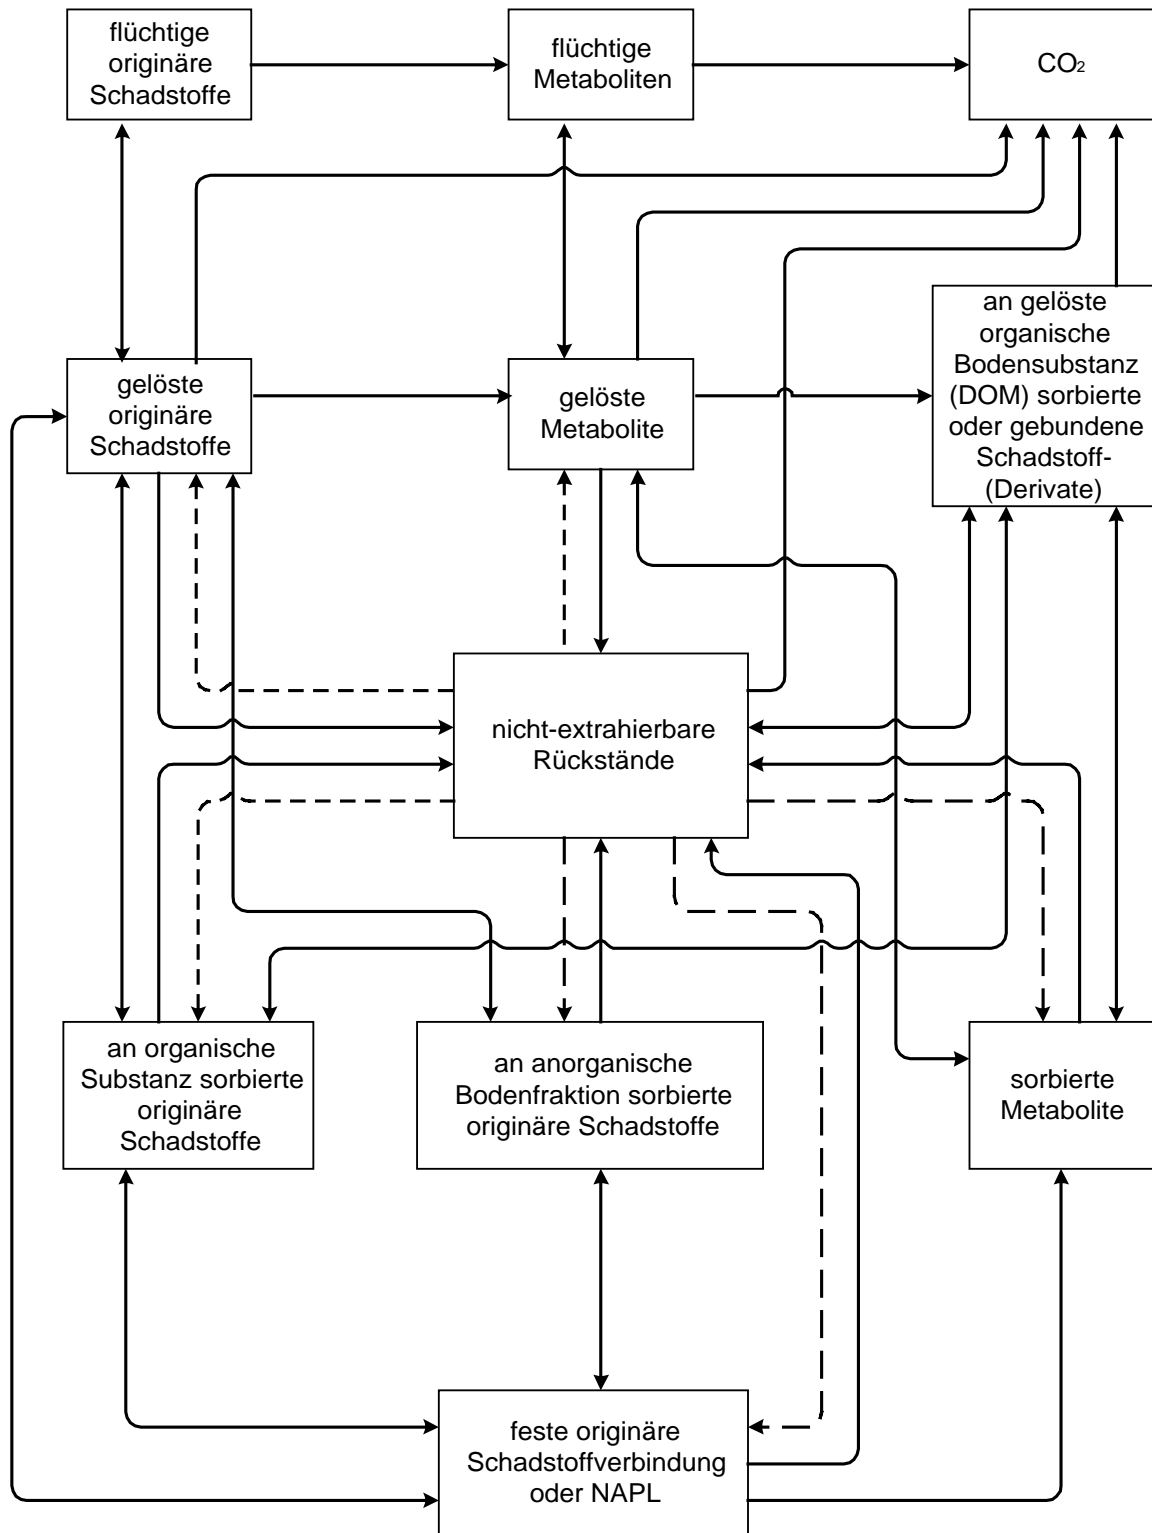 flüchtige
originäre
Schadstoffe
flüchtige
Metaboliten
CO₂
gelöste
originäre
Schadstoffe
gelöste
Metabolite
an gelöste
organische
Bodensubstanz
(DOM) sorbierte
oder gebundene
Schadstoff-
(Derivate)
nicht-extrahierbare
Rückstände
an organische
Substanz sorbierte
originäre
Schadstoffe
an anorganische
Bodenfraktion sorbierte
originäre Schadstoffe
sorbierte
Metabolite
feste originäre
Schadstoffverbindung
oder NAPL